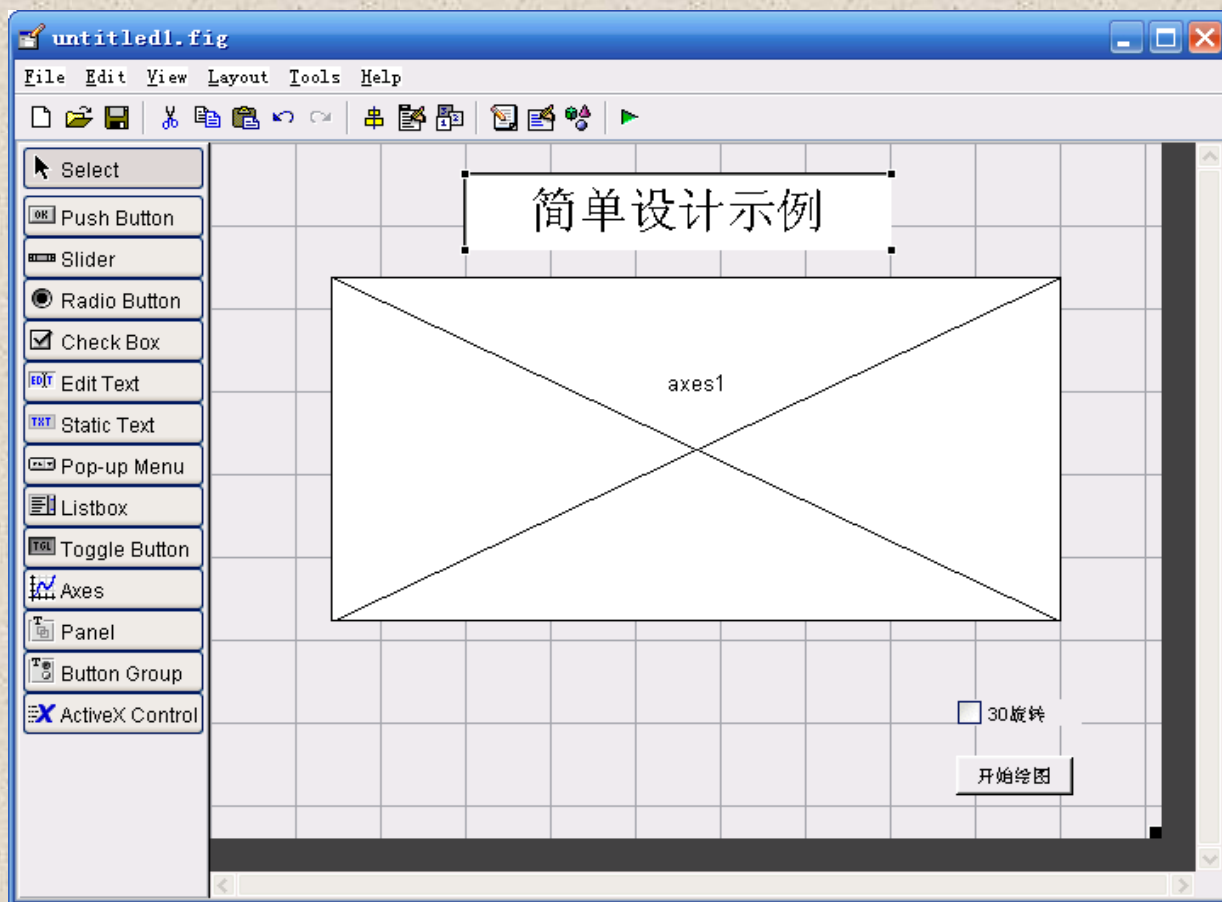 untitled1.fig
File Edit View Layout Tools Help
Select
Push Button
Slider
Radio Button
Check Box
Edit Text
Static Text
Pop-up Menu
Listbox
Toggle Button
Axes
Panel
Button Group
ActiveX Control
简单设计示例
axes1
30旋转
开始绘图